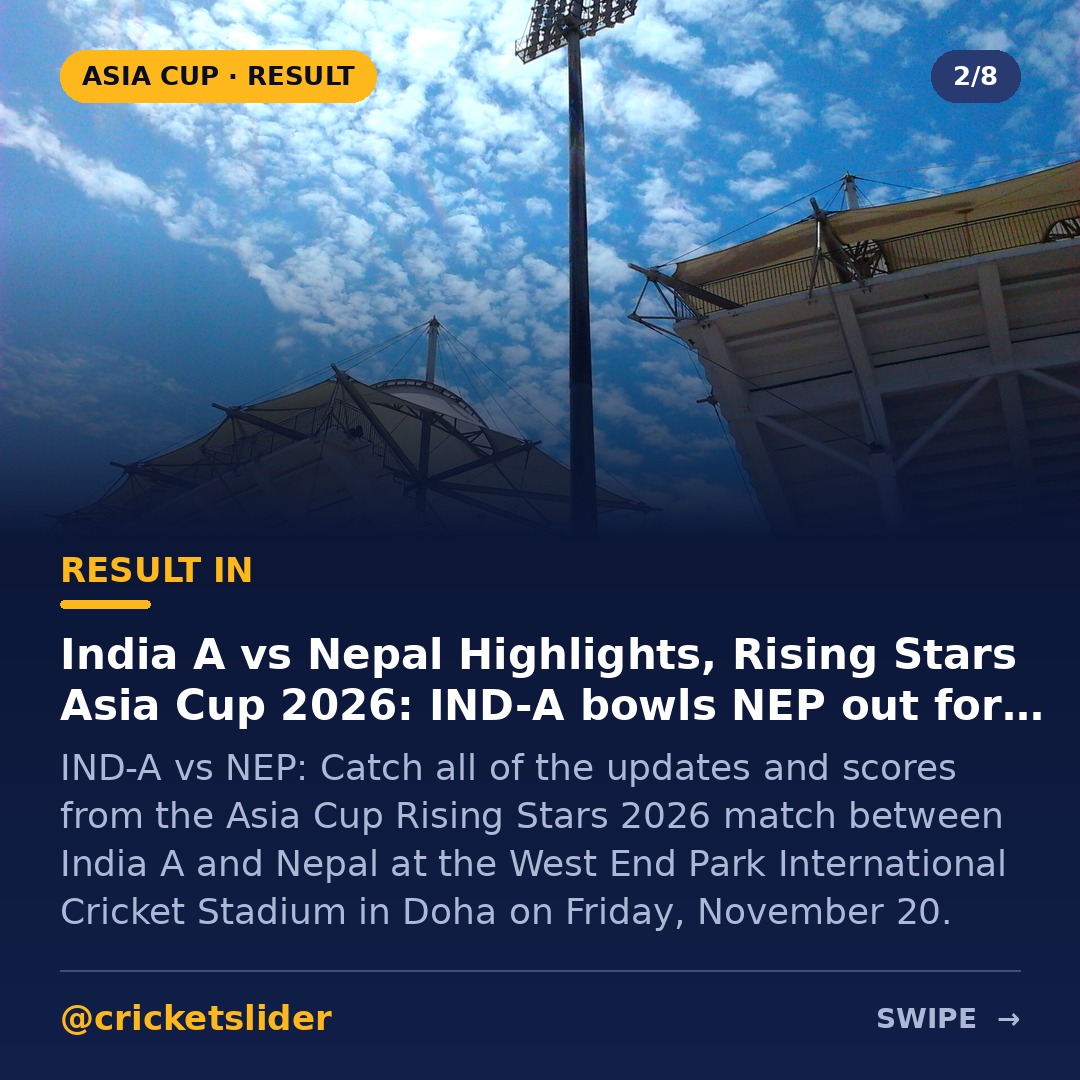 ASIA CUP · RESULT
2/8
RESULT IN
India A vs Nepal Highlights, Rising Stars
Asia Cup 2026: IND-A bowls NEP out for…
IND-A vs NEP: Catch all of the updates and scores
from the Asia Cup Rising Stars 2026 match between
India A and Nepal at the West End Park International
Cricket Stadium in Doha on Friday, November 20.
@cricketslider
SWIPE →